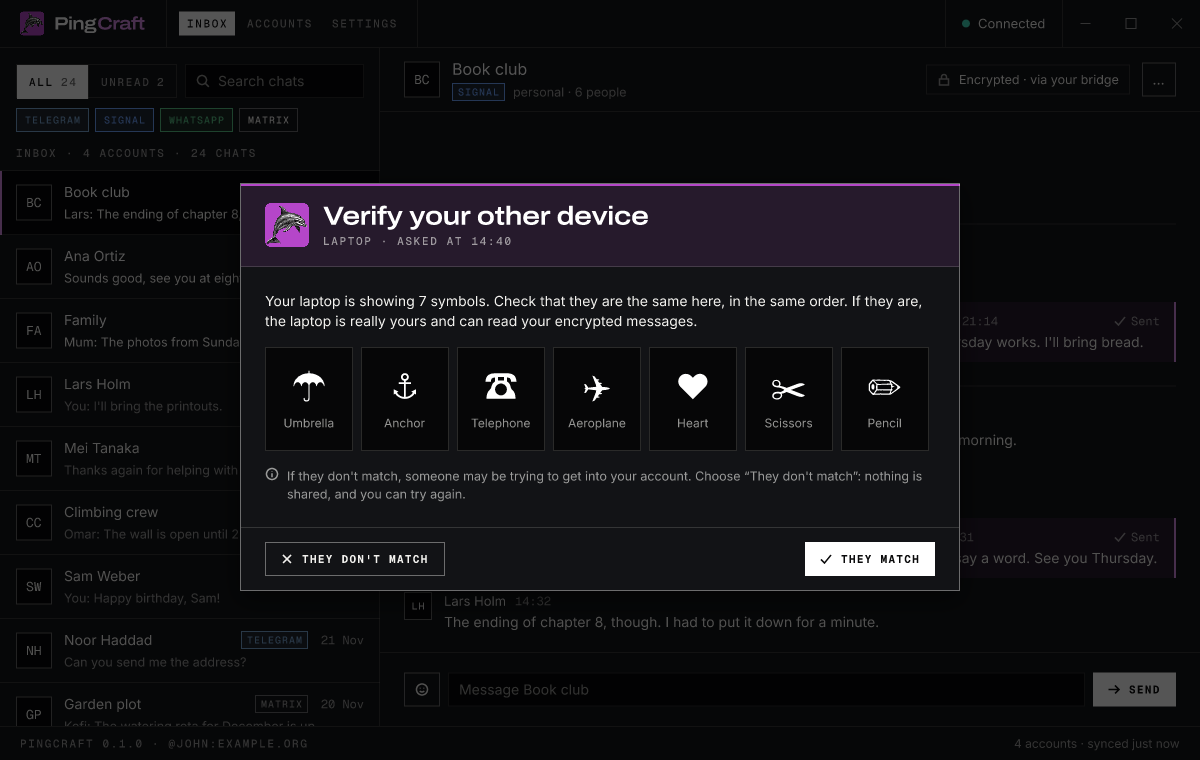 PingCraft
INBOX ACCOUNTS SETTINGS
Connected
ALL 24 UNREAD 2
Search chats
TELEGRAM SIGNAL WHATSAPP MATRIX
INBOX · 4 ACCOUNTS · 24 CHATS
BC
Book club
Lars: The ending of chapter 8,
AO
Ana Ortiz
Sounds good, see you at eigh
FA
Family
Mum: The photos from Sunda
LH
Lars Holm
You: I'll bring the printouts.
MT
Mei Tanaka
Thanks again for helping with
CC
Climbing crew
Omar: The wall is open until 2
SW
Sam Weber
You: Happy birthday, Sam!
NH
Noor Haddad TELEGRAM 21 Nov
Can you send me the address?
GP
Garden plot MATRIX 20 Nov
Kofi: The watering rota for December is up
BC
Book club
SIGNAL personal · 6 people
Encrypted · via your bridge
...
21:14 Sent
sday works. I'll bring bread.
morning.
31 Sent
say a word. See you Thursday.
LH
Lars Holm 14:32
The ending of chapter 8, though. I had to put it down for a minute.
Message Book club
SEND
Verify your other device
LAPTOP · ASKED AT 14:40
Your laptop is showing 7 symbols. Check that they are the same here, in the same order. If they are,
the laptop is really yours and can read your encrypted messages.
Umbrella Anchor Telephone Aeroplane Heart Scissors Pencil
If they don't match, someone may be trying to get into your account. Choose “They don't match”: nothing is
shared, and you can try again.
THEY DON'T MATCH
THEY MATCH
PINGCRAFT 0.1.0 · @JOHN:EXAMPLE.ORG
4 accounts · synced just now